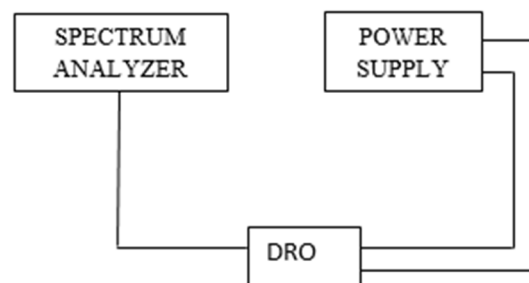 SPECTRUM
ANALYZER
POWER
SUPPLY
DRO